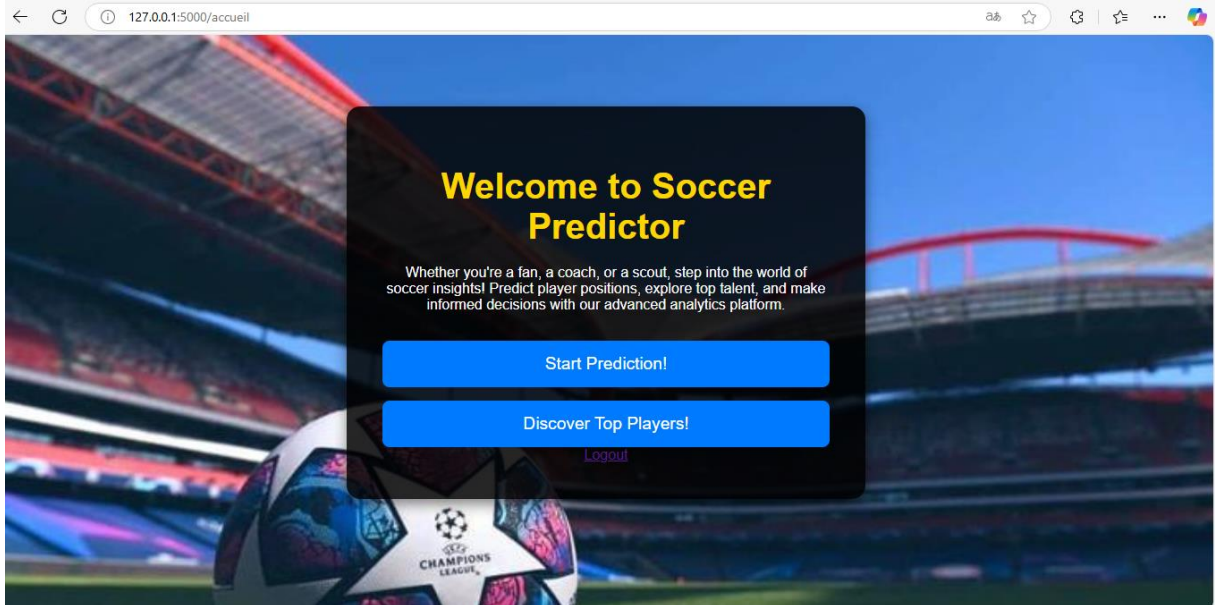 127.0.0.1:5000/accueil
Welcome to Soccer
Predictor
Whether you're a fan, a coach, or a scout, step into the world of
soccer insights! Predict player positions, explore top talent, and make
informed decisions with our advanced analytics platform.
Start Prediction!
Discover Top Players!
Logout
UEFA
CHAMPIONS
LEAGUE